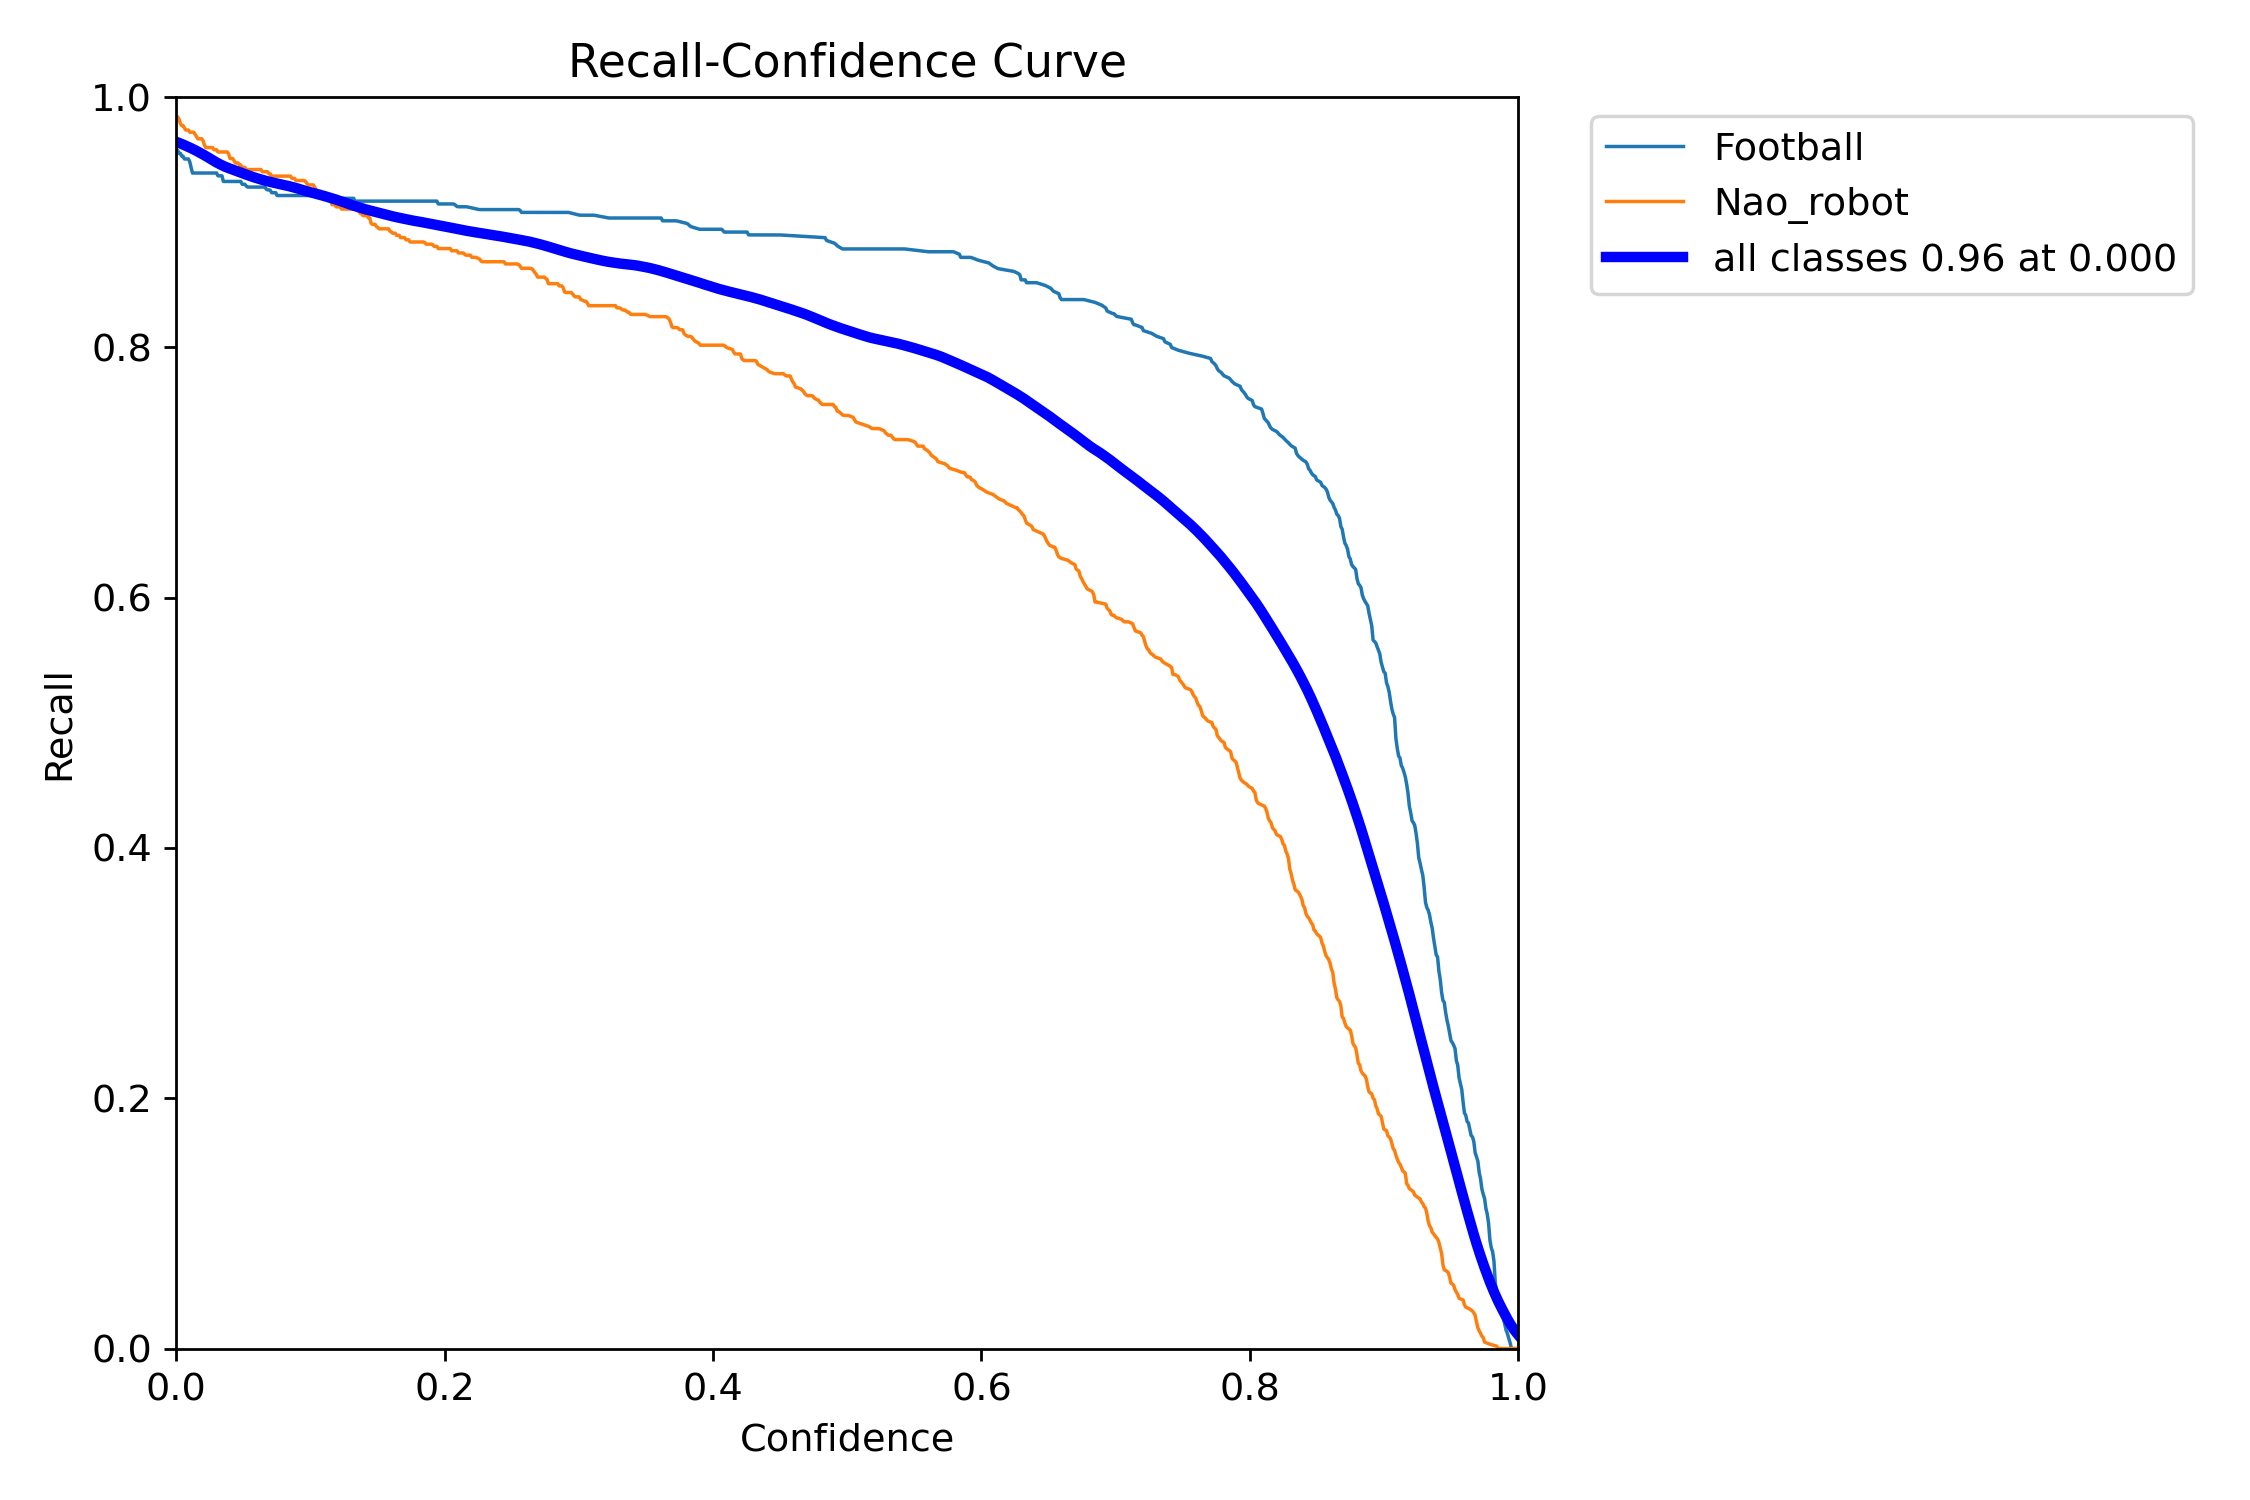 Recall-Confidence Curve
1.0
0.8
0.6
0.4
0.2
0.0
Recall
0.0 0.2 0.4 0.6 0.8 1.0
Confidence
Football
Nao_robot
all classes 0.96 at 0.000